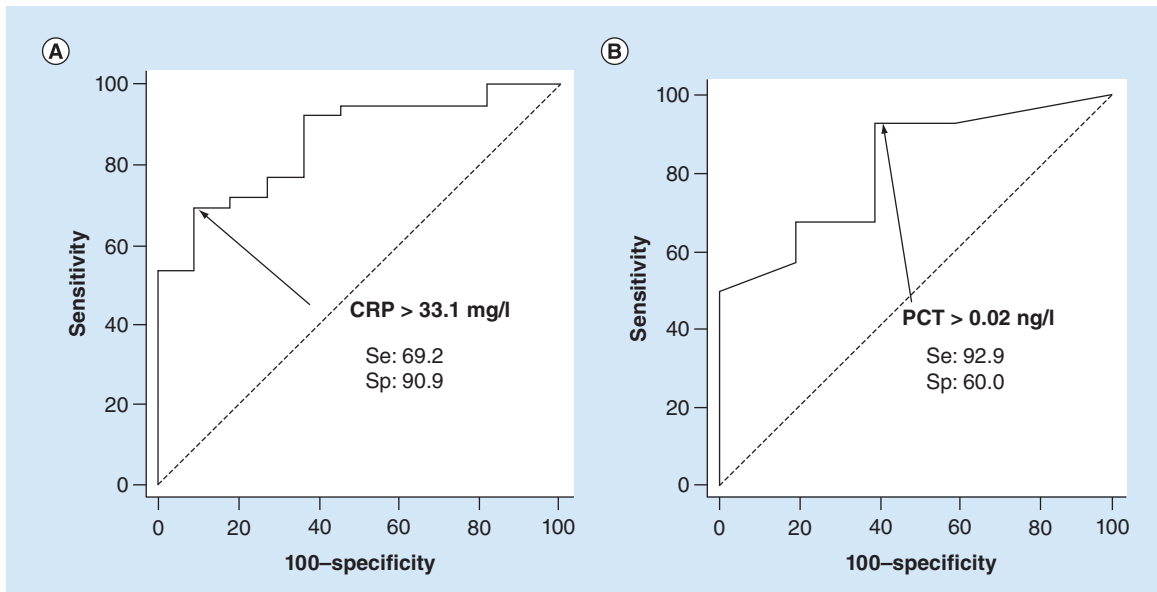 A
100
80
60
40
20
0
Sensitivity
CRP > 33.1 mg/l
Se: 69.2
Sp: 90.9
0 20 40 60 80 100
100–specificity
B
100
80
60
40
20
0
Sensitivity
PCT > 0.02 ng/l
Se: 92.9
Sp: 60.0
0 20 40 60 80 100
100–specificity